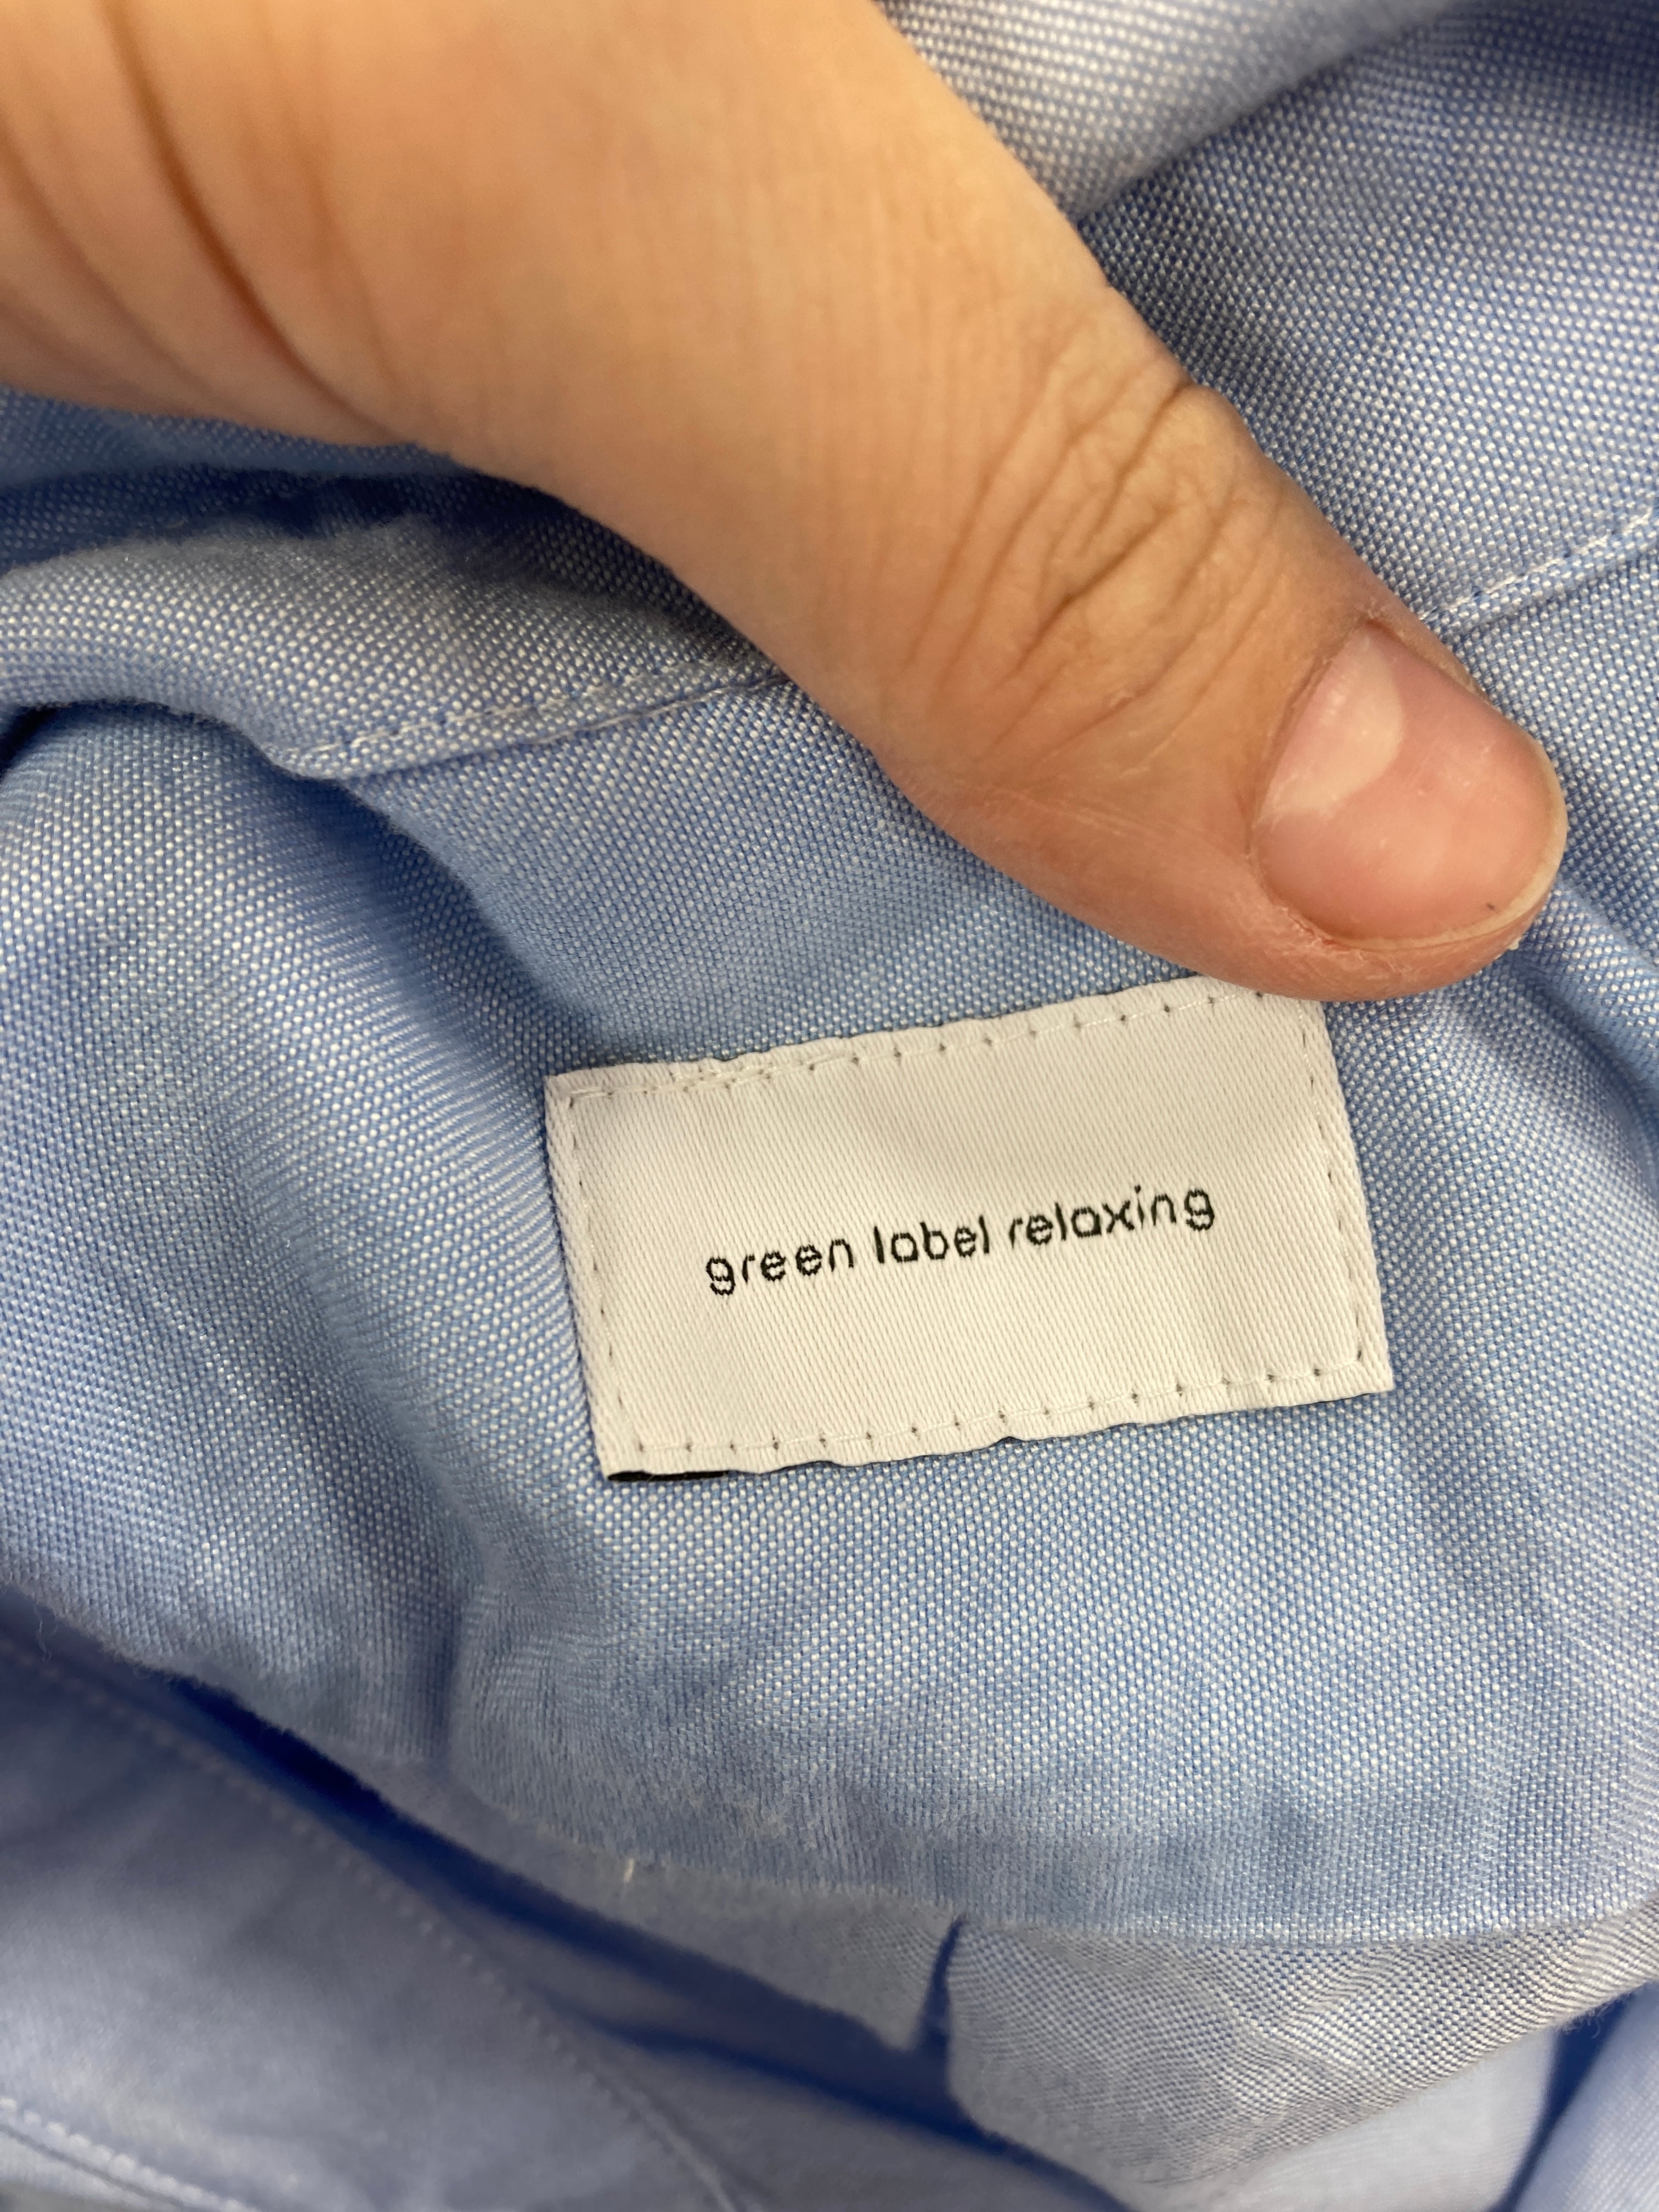 green label relaxing